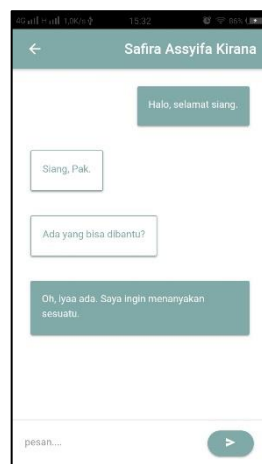 15:32
86%
Safira Assyifa Kirana
Halo, selamat siang.
Siang, Pak.
Ada yang bisa dibantu?
Oh, iyaa ada. Saya ingin menanyakan
sesuatu.
pesan....